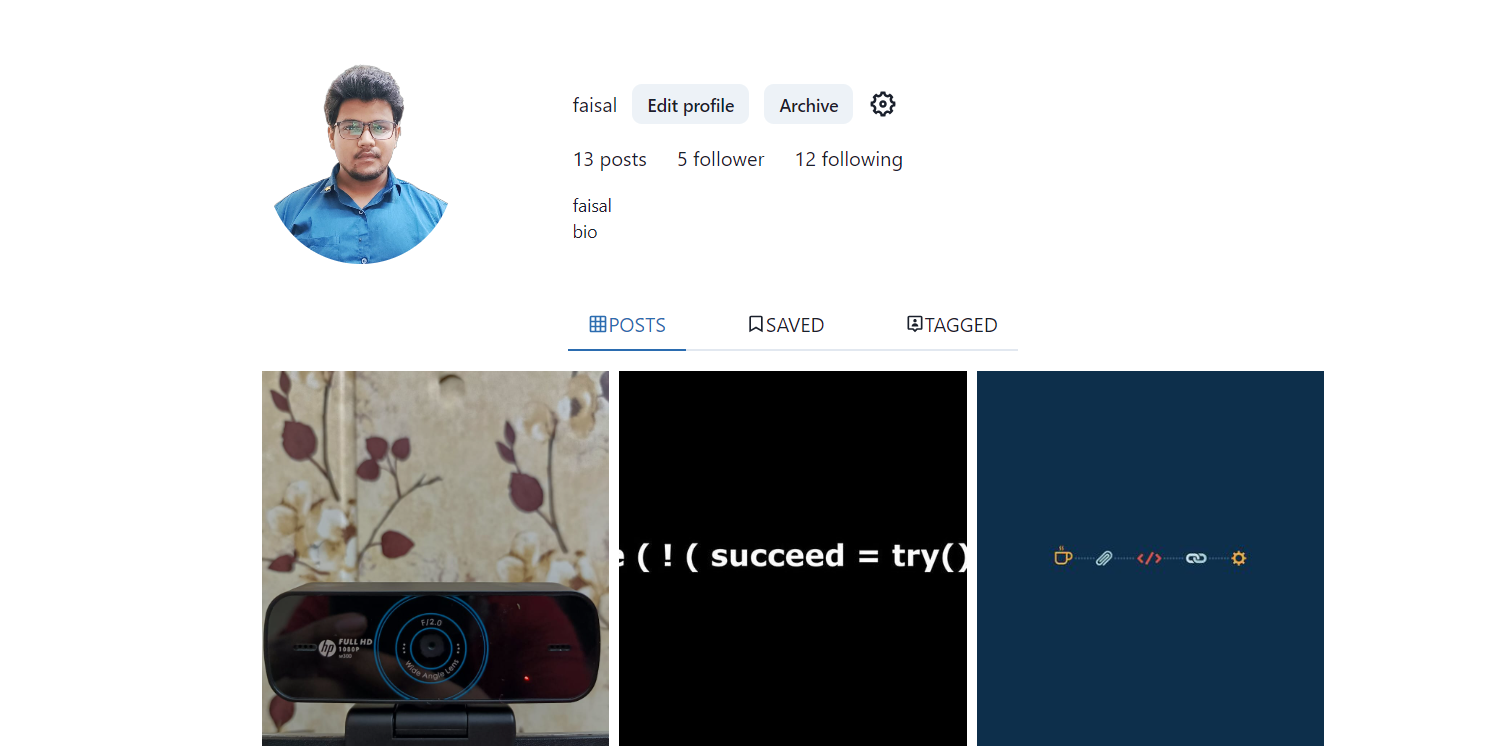 faisal Edit profile Archive
13 posts 5 follower 12 following
faisal
bio
POSTS SAVED TAGGED
F/2.0
hp FULL HD
1080P
w300
Wide Angle Lens
e ( ! ( succeed = try()